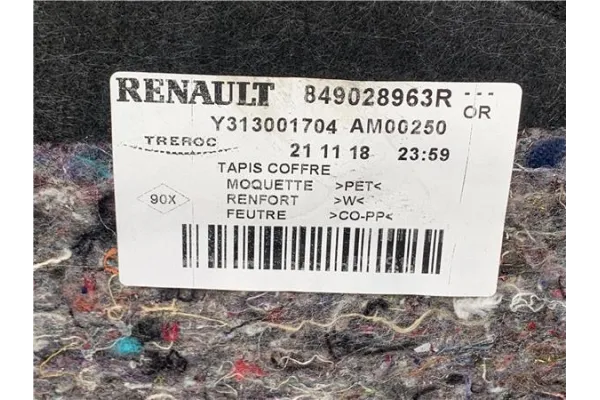 RENAULT 849028963R ---
OR
Y313001704 AM00250
TREROC
21 11 18 23:59
TAPIS COFFRE
MOQUETTE >PET<
90X
RENFORT >W<
FEUTRE >CO-PP<